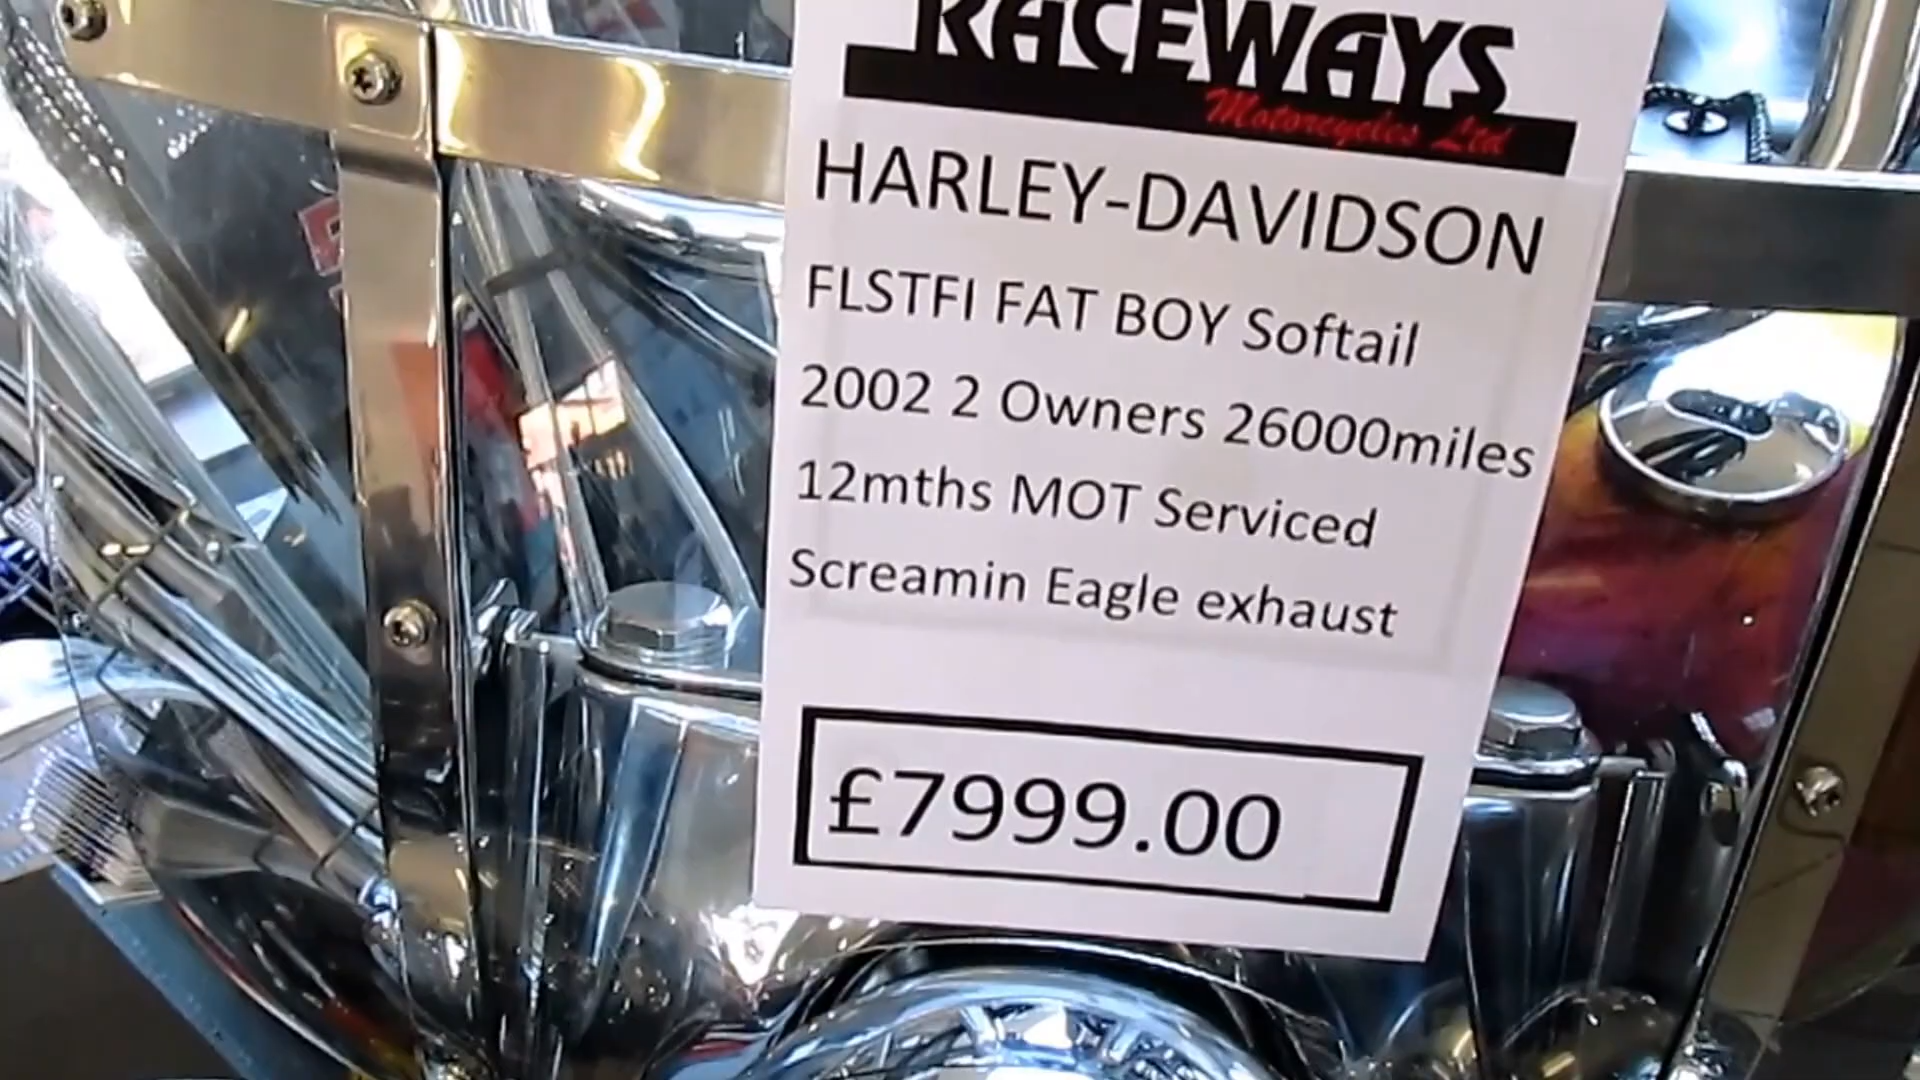 RACEWAYS
Motorcycles Ltd
HARLEY-DAVIDSON
FLSTFI FAT BOY Softail
2002 2 Owners 26000miles
12mths MOT Serviced
Screamin Eagle exhaust
£7999.00